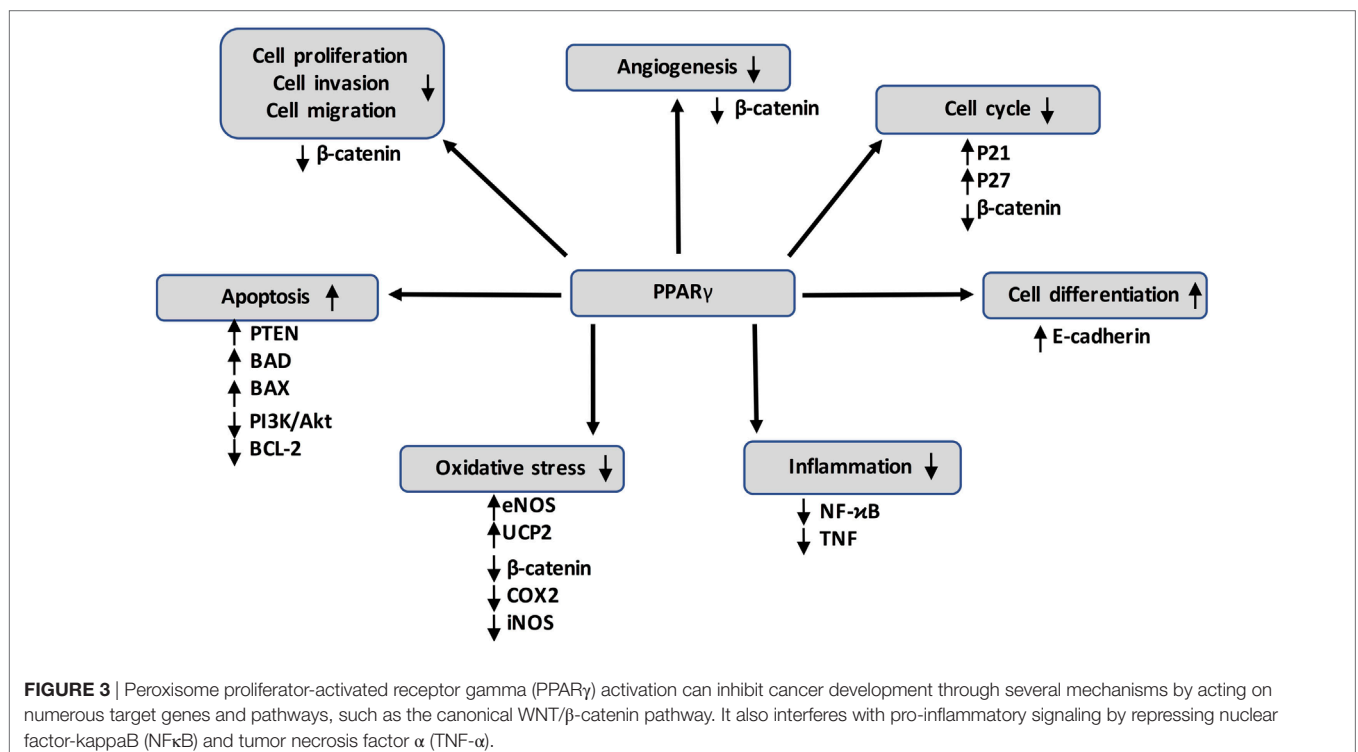 Cell proliferation
Cell invasion ↓
Cell migration
↓ β-catenin
Angiogenesis ↓
↓ β-catenin
Cell cycle ↓
↑ P21
↑ P27
↓ β-catenin
Apoptosis ↑
↑ PTEN
↑ BAD
↑ BAX
↓ PI3K/Akt
↓ BCL-2
PPARγ
Cell differentiation ↑
↑ E-cadherin
Oxidative stress ↓
↑ eNOS
↑ UCP2
↓ β-catenin
↓ COX2
↓ iNOS
Inflammation ↓
↓ NF-ϰB
↓ TNF
FIGURE 3 | Peroxisome proliferator-activated receptor gamma (PPARγ) activation can inhibit cancer development through several mechanisms by acting on
numerous target genes and pathways, such as the canonical WNT/β-catenin pathway. It also interferes with pro-inflammatory signaling by repressing nuclear
factor-kappaB (NFκB) and tumor necrosis factor α (TNF-α).